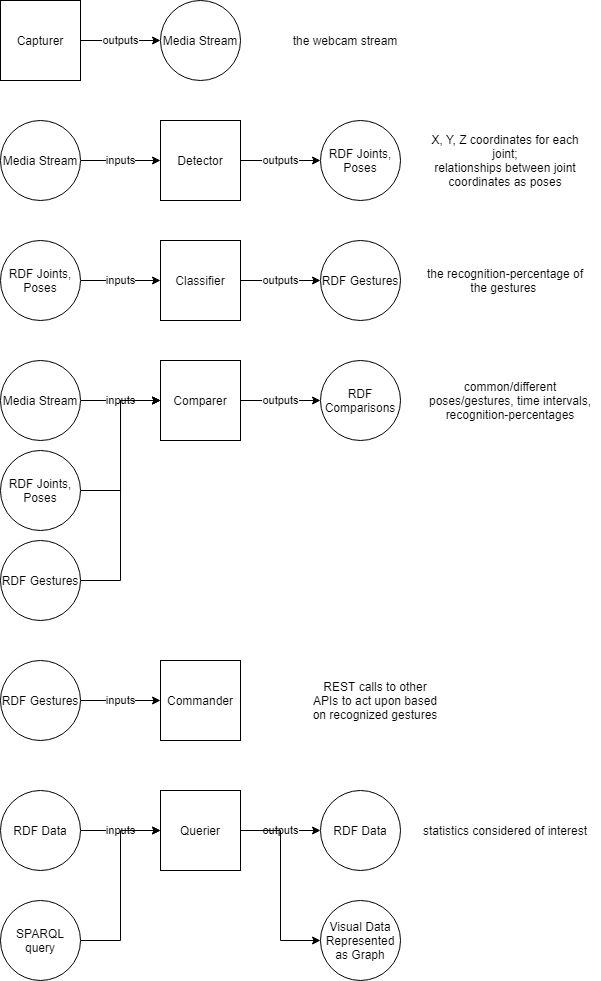 Capturer
outputs
Media Stream
the webcam stream
Media Stream
inputs
Detector
outputs
RDF Joints,
Poses
X, Y, Z coordinates for each
joint;
relationships between joint
coordinates as poses
RDF Joints,
Poses
inputs
Classifier
outputs
RDF Gestures
the recognition-percentage of
the gestures
Media Stream
inputs
Comparer
outputs
RDF
Comparisons
common/different
poses/gestures, time intervals,
recognition-percentages
RDF Joints,
Poses
RDF Gestures
RDF Gestures
inputs
Commander
REST calls to other
APIs to act upon based
on recognized gestures
RDF Data
inputs
Querier
outputs
RDF Data
statistics considered of interest
SPARQL
query
Visual Data
Represented
as Graph